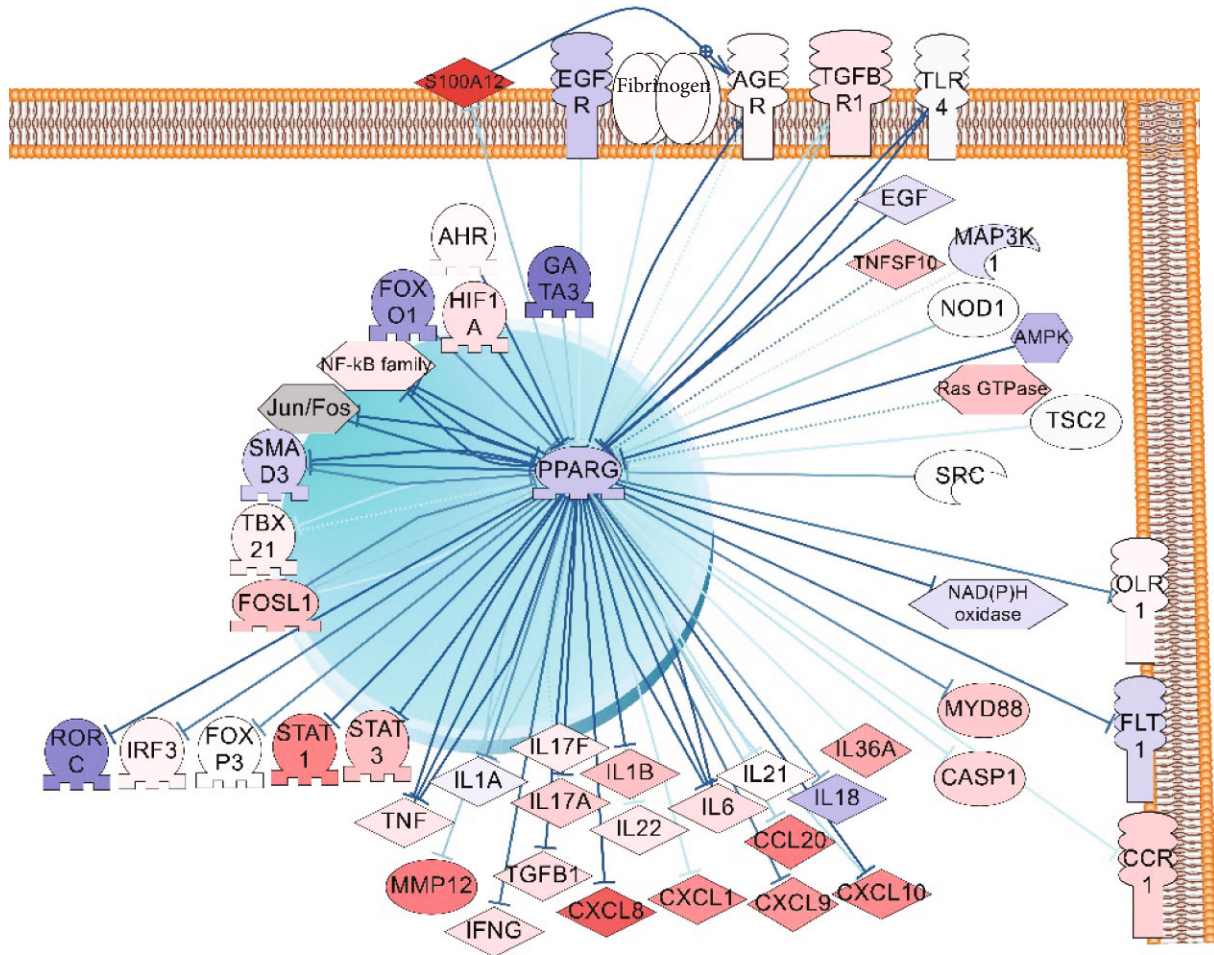 S100A12
EGF
R
Fibrinogen
AGE
R
TGFB
R1
TLR
4
EGF
AHR
TNFSF10
MAP3K
1
GA
TA3
FOX
O1
HIF1
A
NOD1
AMPK
NF-kB family
Ras GTPase
Jun/Fos
TSC2
SMA
D3
PPARG
SRC
TBX
21
OLR
1
NAD(P)H
oxidase
FOSL1
MYD88
FLT
1
ROR
C
IRF3
FOX
P3
STAT
1
STAT
3
IL17F
IL1A
IL1B
IL21
IL36A
CASP1
IL18
TNF
IL17A
IL22
IL6
CCL20
CCR
1
MMP12
TGFB1
CXCL8
CXCL1
CXCL9
CXCL10
IFNG